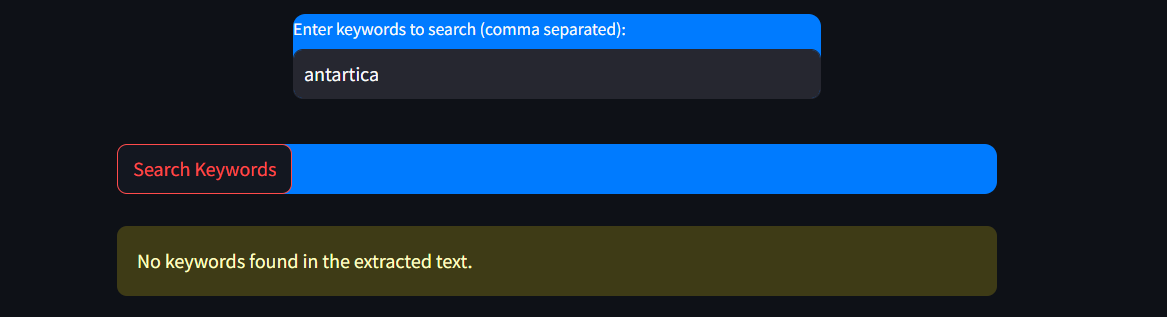 Enter keywords to search (comma separated):
antartica
Search Keywords
No keywords found in the extracted text.